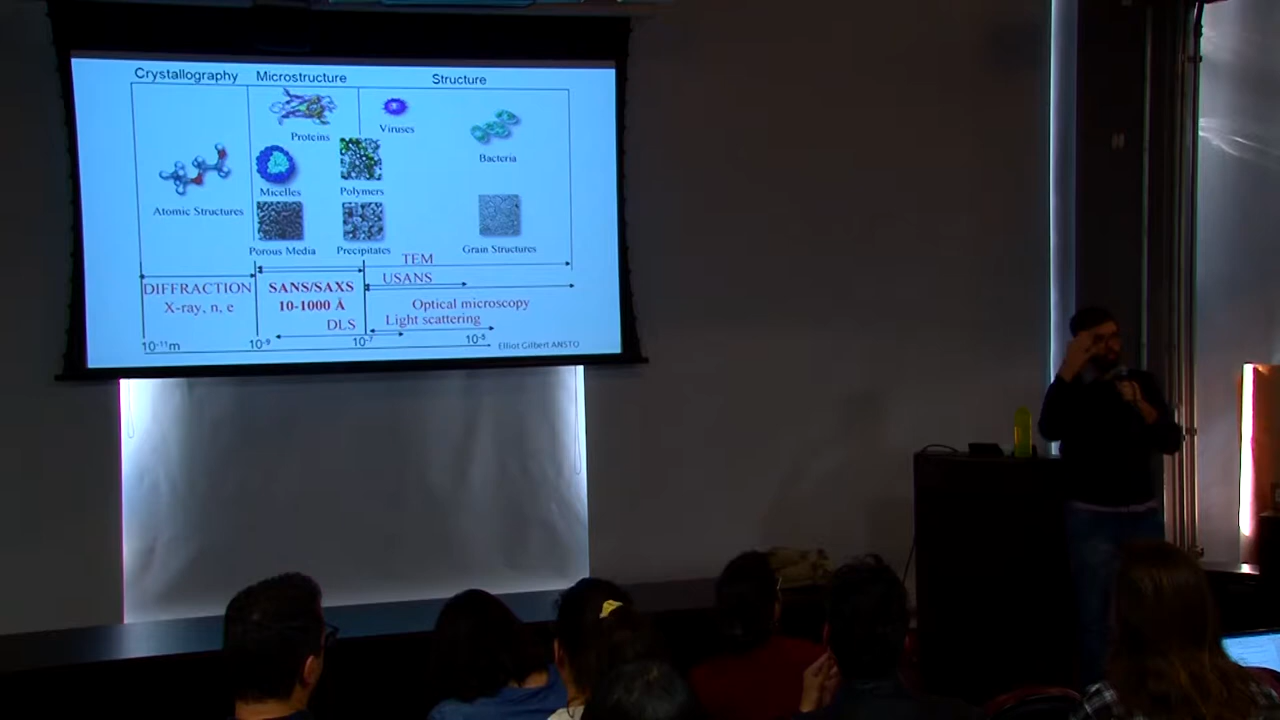 Crystallography Microstructure Structure
Proteins
Viruses
Bacteria
Micelles Polymers
Atomic Structures
Porous Media Precipitates Grain Structures
TEM
USANS
DIFFRACTION SANS/SAXS
X-ray, n, e 10-1000 Å
Optical microscopy
Light scattering
DLS
10⁻¹¹m 10⁻⁹ 10⁻⁷ 10⁻⁵ Elliot Gilbert ANSTO